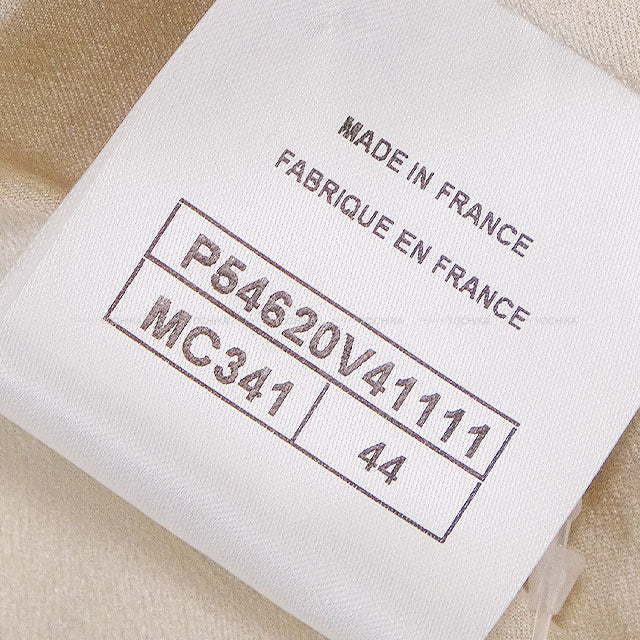 MADE IN FRANCE
FABRIQUE EN FRANCE
P54620V41111
MC341 44